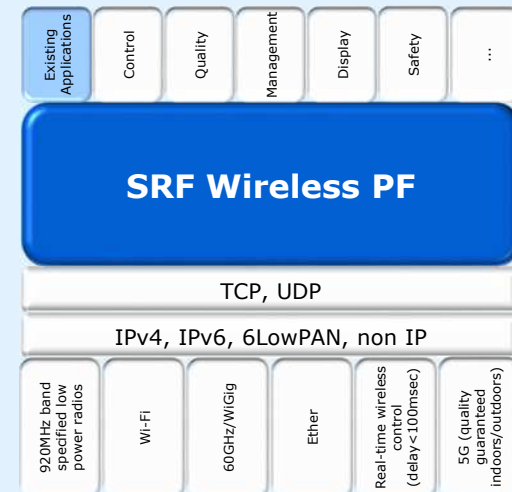 Existing
Applications
Control
Quality
Management
Display
Safety
...
SRF Wireless PF
TCP, UDP
IPv4, IPv6, 6LowPAN, non IP
920MHz band
specified low
power radios
Wi-Fi
60GHz/WiGig
Ether
Real-time wireless
control
(delay<100msec)
5G (quality
guaranteed
indoors/outdoors)